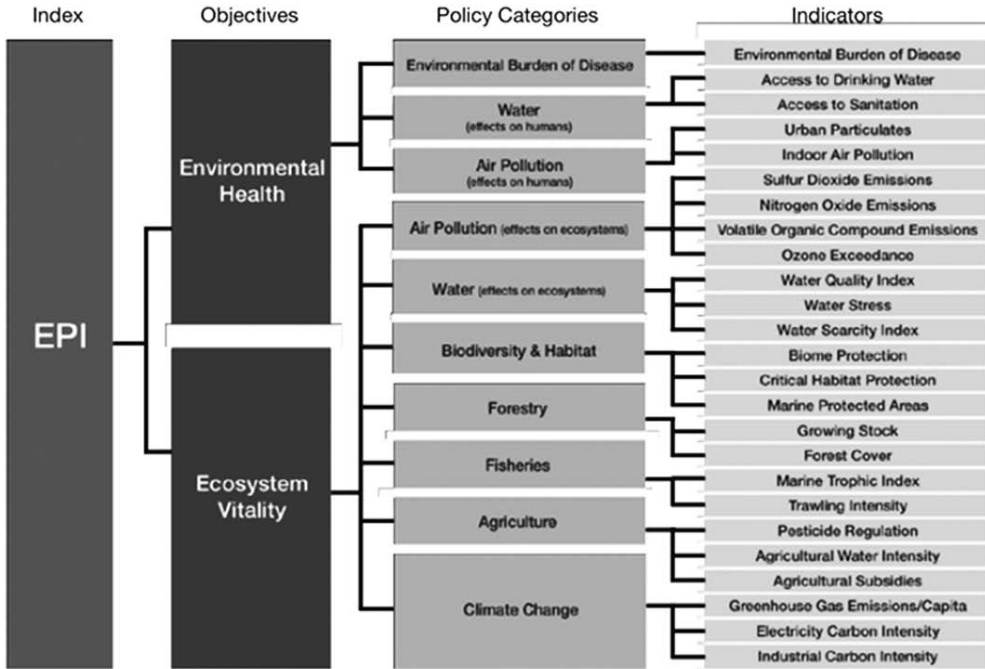 Index
Objectives
Policy Categories
Indicators
EPI
Environmental
Health
Ecosystem
Vitality
Environmental Burden of Disease
Water
(effects on humans)
Air Pollution
(effects on humans)
Air Pollution (effects on ecosystems)
Water (effects on ecosystems)
Biodiversity & Habitat
Forestry
Fisheries
Agriculture
Climate Change
Environmental Burden of Disease
Access to Drinking Water
Access to Sanitation
Urban Particulates
Indoor Air Pollution
Sulfur Dioxide Emissions
Nitrogen Oxide Emissions
Volatile Organic Compound Emissions
Ozone Exceedance
Water Quality Index
Water Stress
Water Scarcity Index
Biome Protection
Critical Habitat Protection
Marine Protected Areas
Growing Stock
Forest Cover
Marine Trophic Index
Trawling Intensity
Pesticide Regulation
Agricultural Water Intensity
Agricultural Subsidies
Greenhouse Gas Emissions/Capita
Electricity Carbon Intensity
Industrial Carbon Intensity